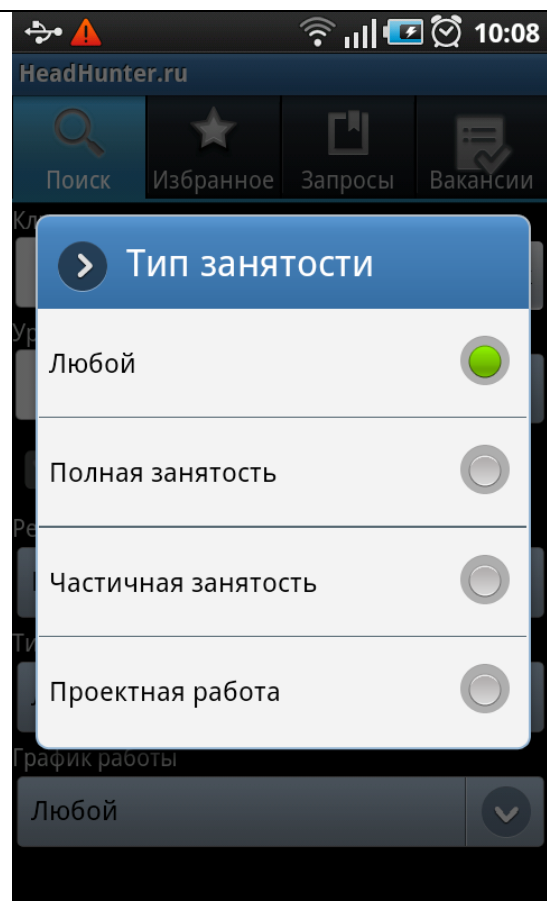 10:08
HeadHunter.ru
Поиск Избранное Запросы Вакансии
Тип занятости
Любой
Полная занятость
Частичная занятость
Проектная работа
График работы
Любой